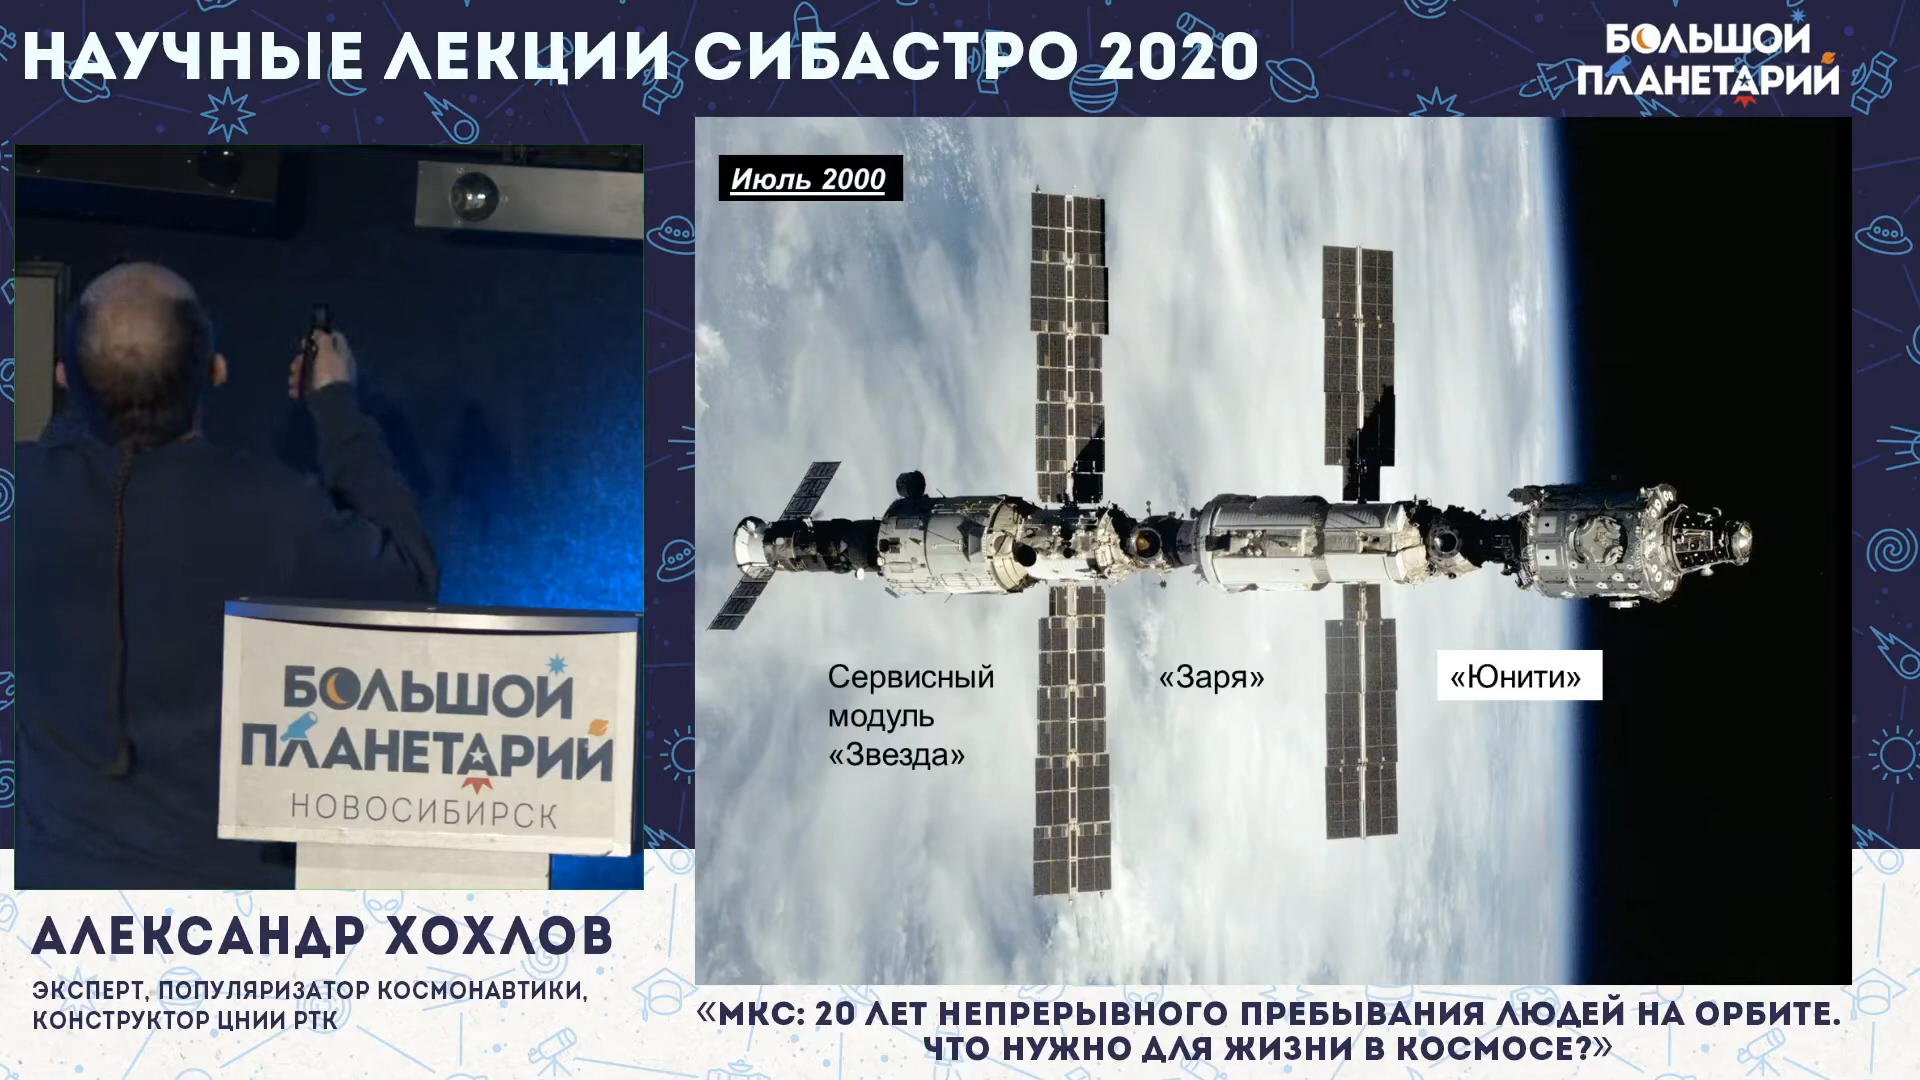 НАУЧНЫЕ ЛЕКЦИИ СИБАСТРО 2020
БОЛЬШОЙ
ПЛАНЕТАРИЙ
Июль 2000
Сервисный
модуль
«Звезда»
«Заря»
«Юнити»
БОЛЬШОЙ
ПЛАНЕТАРИЙ
НОВОСИБИРСК
АЛЕКСАНДР ХОХЛОВ
ЭКСПЕРТ, ПОПУЛЯРИЗАТОР КОСМОНАВТИКИ,
КОНСТРУКТОР ЦНИИ РТК
«МКС: 20 ЛЕТ НЕПРЕРЫВНОГО ПРЕБЫВАНИЯ ЛЮДЕЙ НА ОРБИТЕ.
ЧТО НУЖНО ДЛЯ ЖИЗНИ В КОСМОСЕ?»